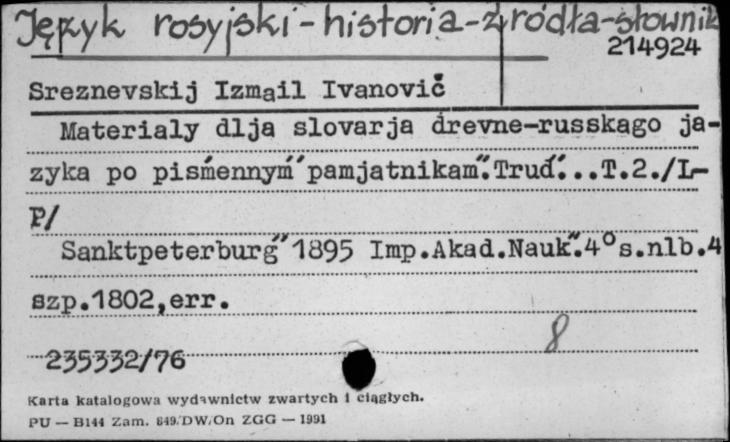 Język rosyjski-historia-źródła-słownik
214924
Sreznevskij Izmail Ivanovič
Materialy dlja slovarja drevne-russkago ja-
zyka po piśmennym″pamjatnikam″.Trud″...T.2./L-
P/
Sanktpeterburg″1895 Imp.Akad.Nauk″.4°s.nlb.4
szp.1802,err.
8
235332/76
Karta katalogowa wydawnictw zwartych i ciągłych.
PU — B144 Zam. 849/DW/On ZGG — 1991